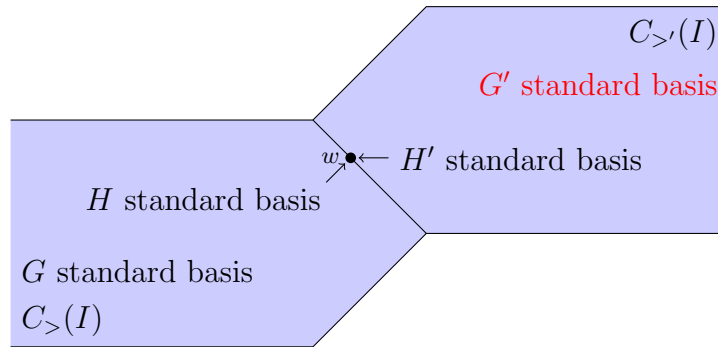 C_{>'}(I)
G' standard basis
w
H' standard basis
H standard basis
G standard basis
C_>(I)